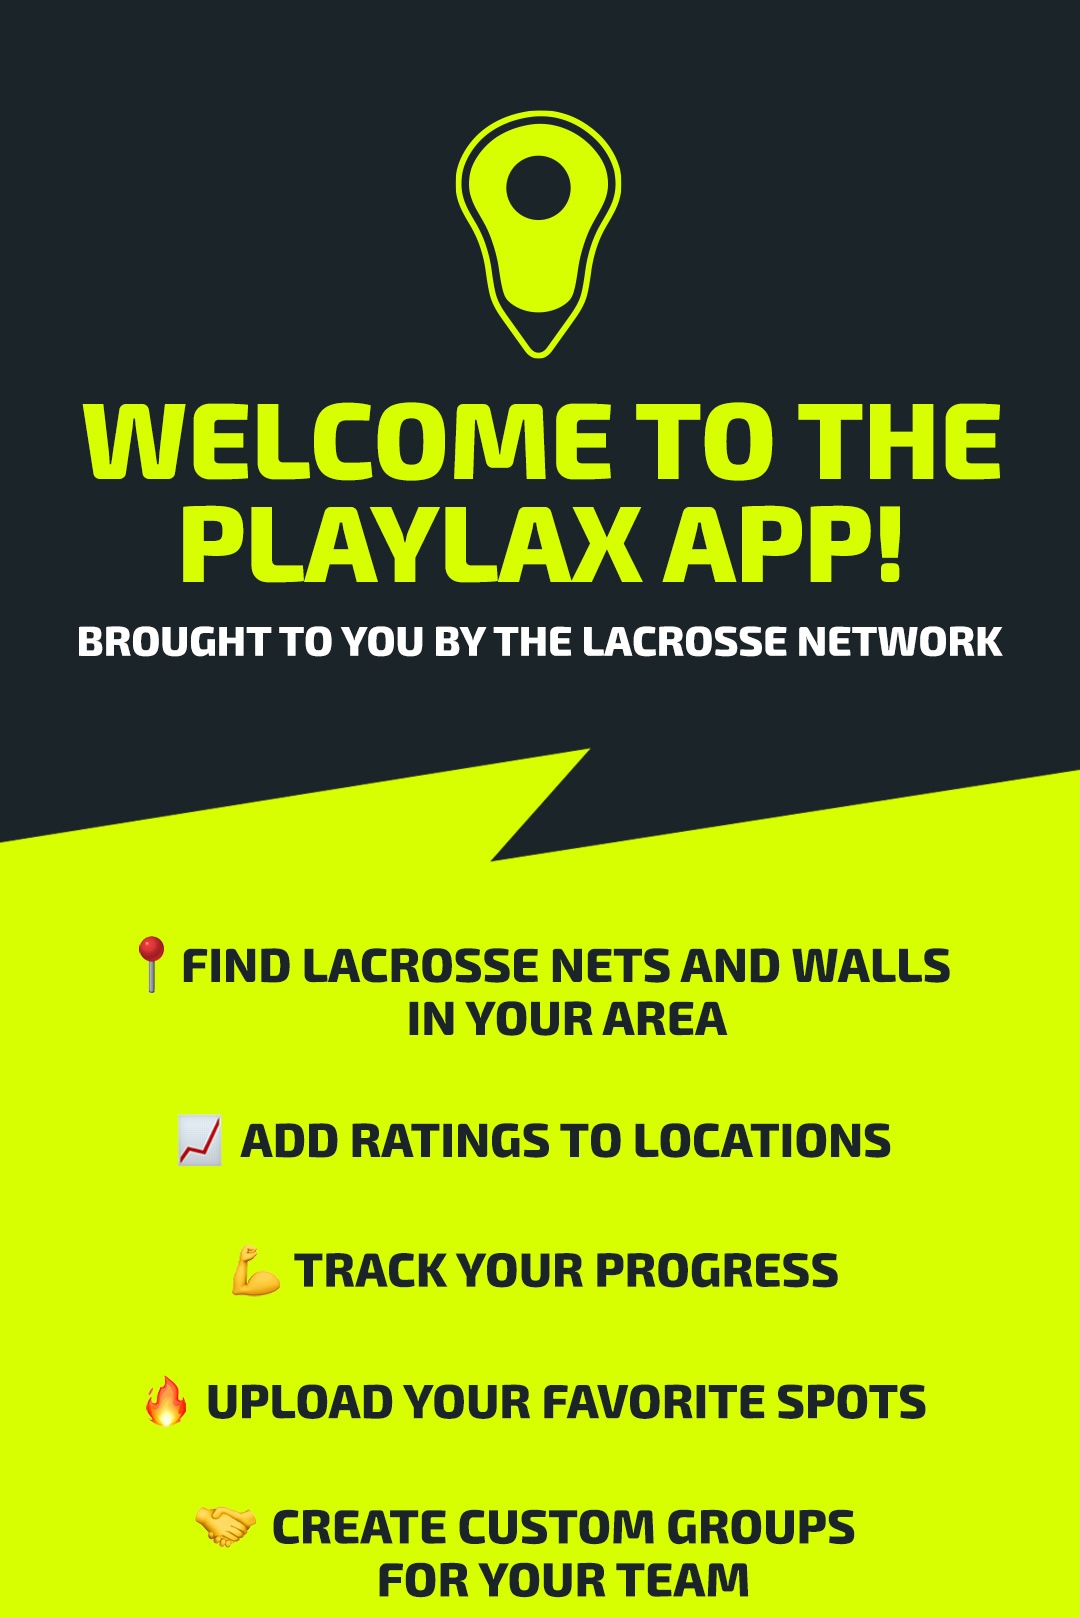 WELCOME TO THE
PLAYLAX APP!
BROUGHT TO YOU BY THE LACROSSE NETWORK
📍FIND LACROSSE NETS AND WALLS
IN YOUR AREA
📈 ADD RATINGS TO LOCATIONS
💪 TRACK YOUR PROGRESS
🔥 UPLOAD YOUR FAVORITE SPOTS
🤝 CREATE CUSTOM GROUPS
FOR YOUR TEAM